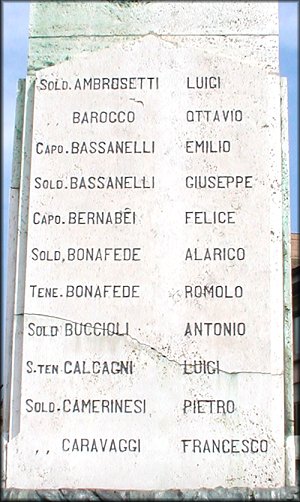 SOLD. AMBROSETTI LUIGI
BAROCCO OTTAVIO
CAPO. BASSANELLI EMILIO
SOLD. BASSANELLI GIUSEPPE
CAPO. BERNABÊI FELICE
SOLD. BONAFEDE ALARICO
TENE. BONAFEDE ROMOLO
SOLD BUCCIOLI ANTONIO
S.TEN CALCAGNI LUIGI
SOLD. CAMERINESI PIETRO
,, CARAVAGGI FRANCESCO